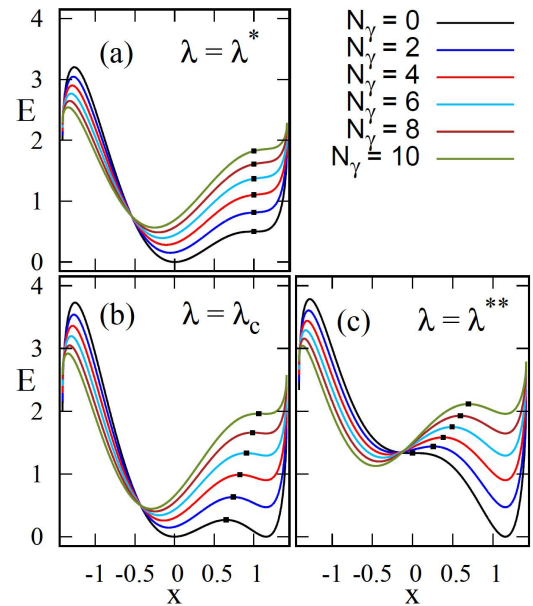 4
3
E 2
1
0
(a) λ = λ*
N_γ = 0
N_γ = 2
N_γ = 4
N_γ = 6
N_γ = 8
N_γ = 10
4
3
E 2
1
0
(b) λ = λ_c
(c) λ = λ**
-1 -0.5 0 0.5 1
x
-1 -0.5 0 0.5 1
x